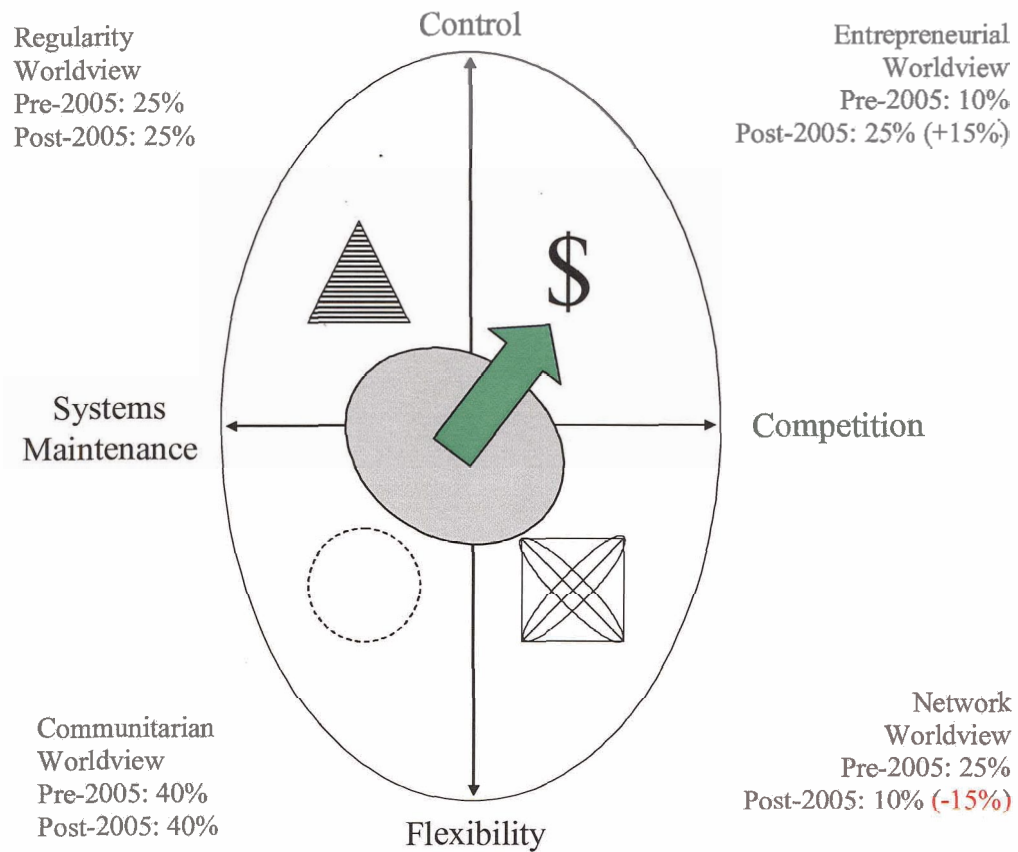 Control
Regularity
Worldview
Pre-2005: 25%
Post-2005: 25%
Entrepreneurial
Worldview
Pre-2005: 10%
Post-2005: 25% (+15%)
$
Systems
Maintenance
Competition
Communitarian
Worldview
Pre-2005: 40%
Post-2005: 40%
Network
Worldview
Pre-2005: 25%
Post-2005: 10% (-15%)
Flexibility